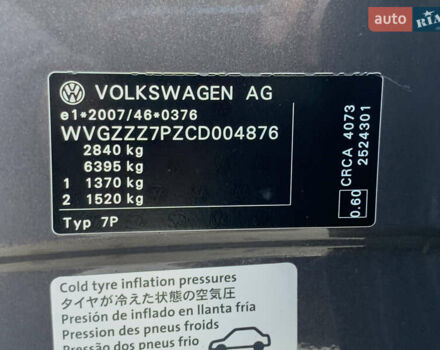 auto RIA
VOLKSWAGEN AG
e1*2007/46*0376
WVGZZZ7PZCD004876
2840 kg
6395 kg
1 1370 kg
2 1520 kg
Typ 7P
0.60 CRCA 4073
2524301
Cold tyre inflation pressures
タイヤが冷えた状態の空気圧
Presión de inflado en llanta fría
Pression des pneus froids
Pressão dos pneus frio